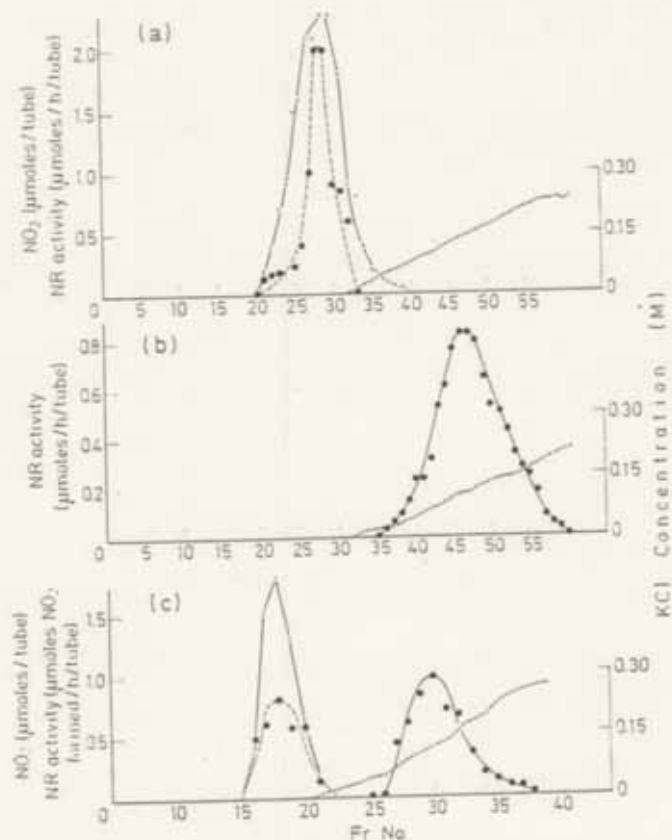 (a)
NO₂ (μmoles/tube)
NR activity (μmoles/h/tube)
2.0
1.5
1.0
0.5
0 5 10 15 20 25 30 35 40 45 50 55
0.30
0.15
0
(b)
NR activity
(μmoles/h/tube)
0.8
0.6
0.4
0.2
0 5 10 15 20 25 30 35 40 45 50 55
0.30
0.15
0
(c)
(μmoles/tube)
NR activity (μmoles NO₂
formed/h/tube)
1.5
1.0
0.5
0 10 20 30 40
0.30
0.15
0
Fr No
KCl Concentration (M)